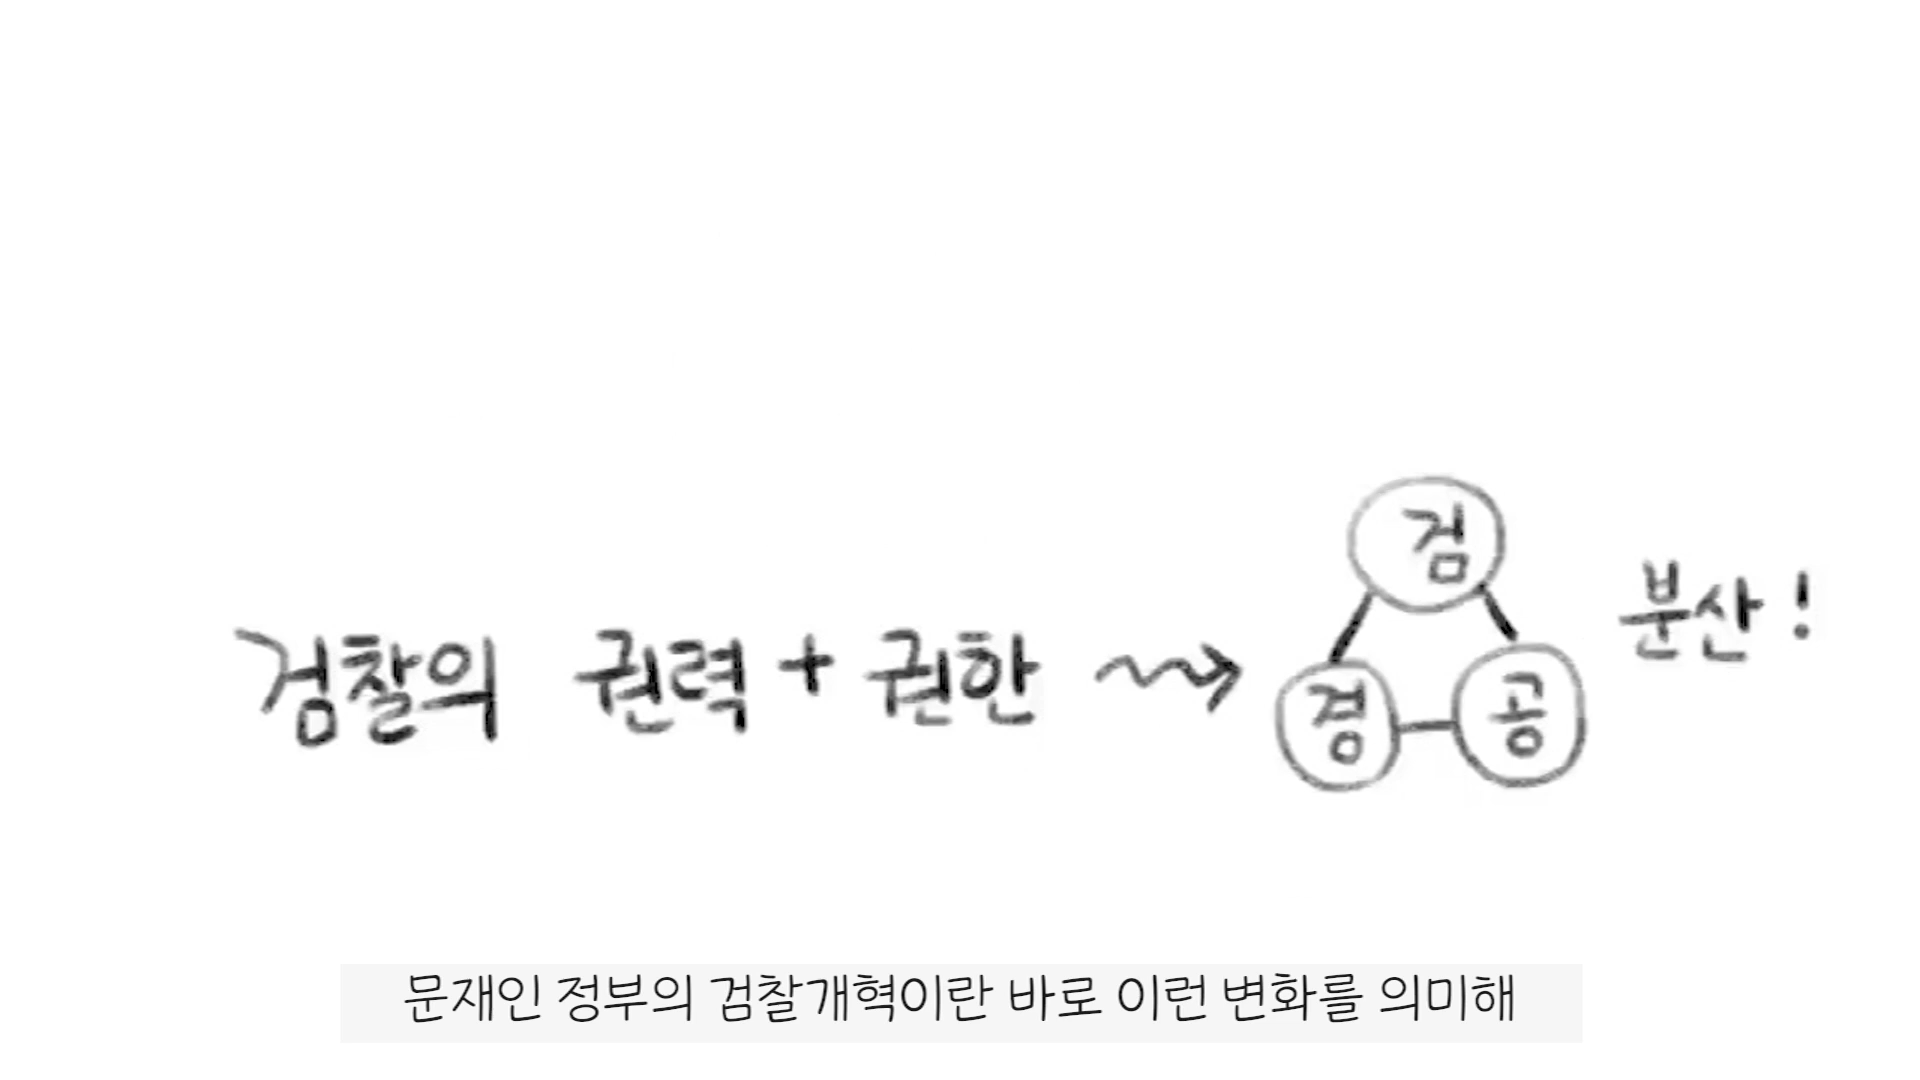 검찰의 권력 + 권한 ⇝
검
경 공
분산!
문재인 정부의 검찰개혁이란 바로 이런 변화를 의미해